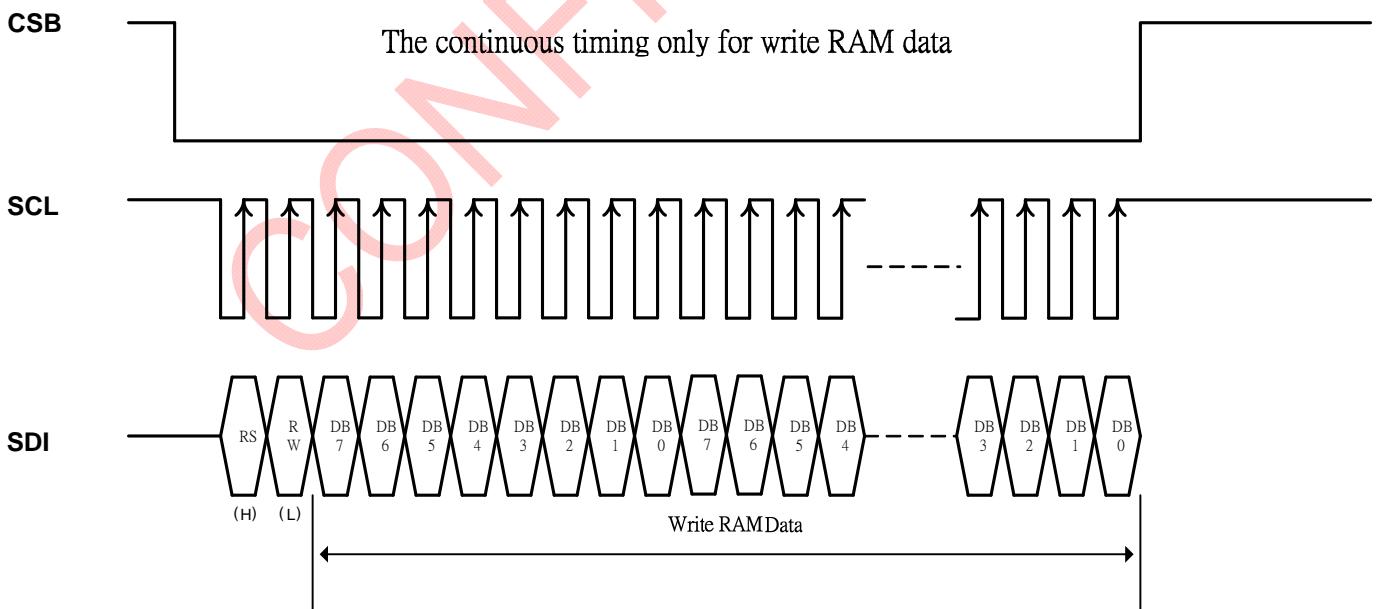 CSB
The continuous timing only for write RAM data
SCL
SDI
RS R W DB 7 DB 6 DB 5 DB 4 DB 3 DB 2 DB 1 DB 0 DB 7 DB 6 DB 5 DB 4 DB 3 DB 2 DB 1 DB 0
(H) (L)
Write RAM Data
CONF